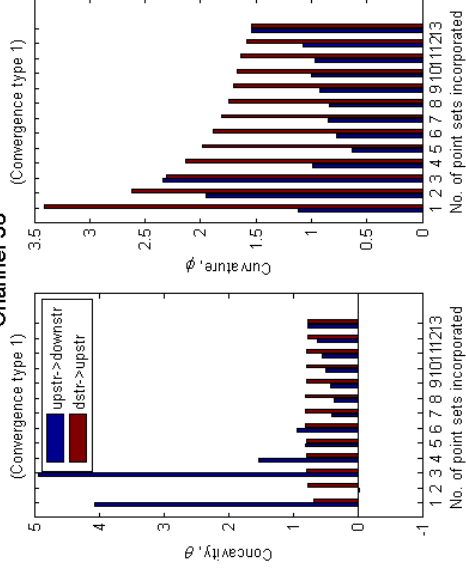 Channel
(Convergence type 1)
5
4
3
2
1
0
-1
Concavity, θ
upstr->downstr
dstr->upstr
1 2 3 4 5 6 7 8 9 10 11 12 13
No. of point sets incorporated
(Convergence type 1)
3.5
3
2.5
2
1.5
1
0.5
0
Curvature, ϕ
1 2 3 4 5 6 7 8 9 10 11 12 13
No. of point sets incorporated